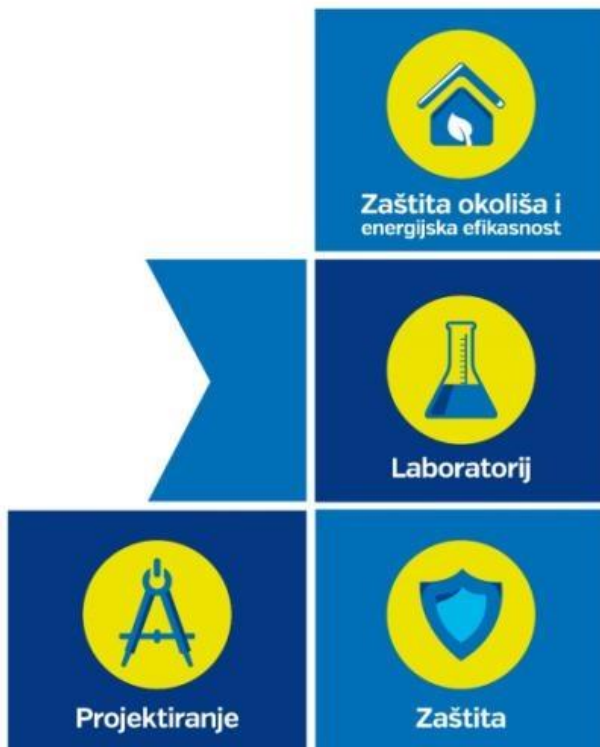 Zaštita okoliša i
energijska efikasnost
Laboratorij
Projektiranje
Zaštita